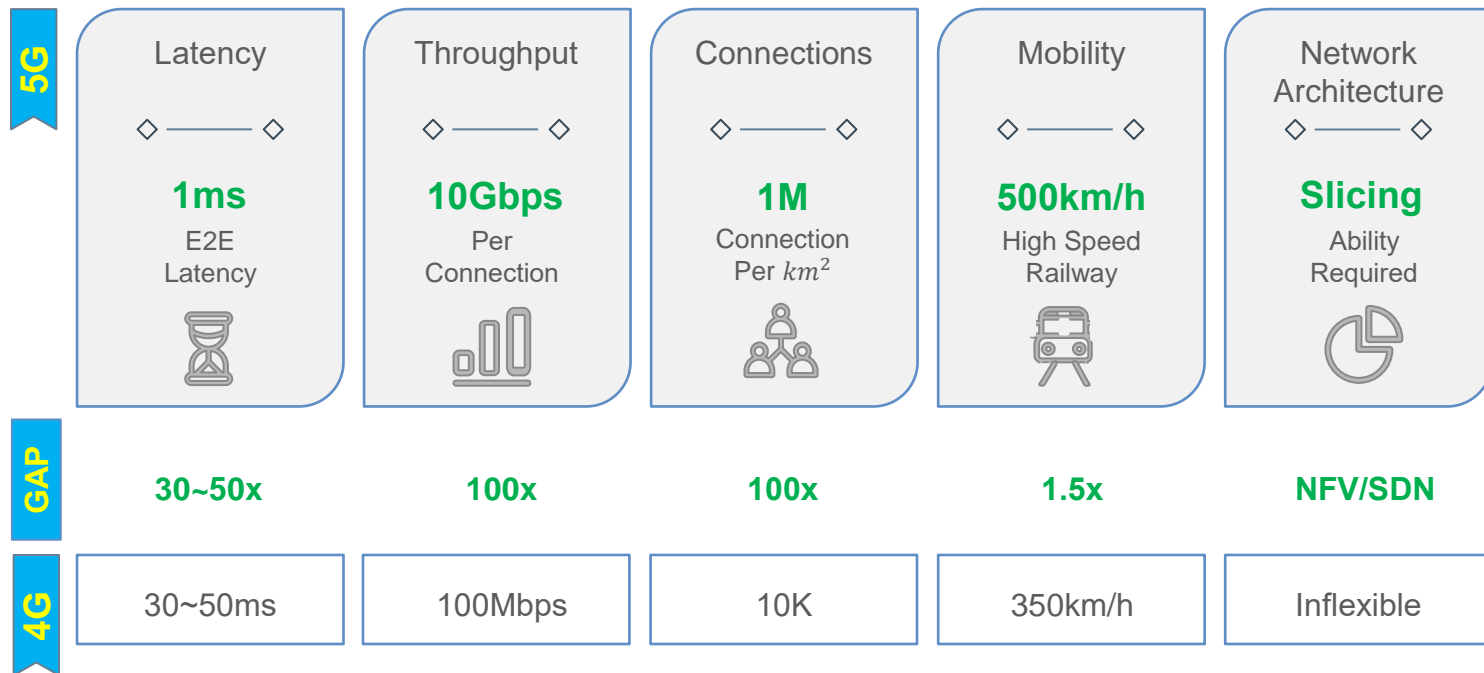 5G
Latency
1ms
E2E
Latency
Throughput
10Gbps
Per
Connection
Connections
1M
Connection
Per km²
Mobility
500km/h
High Speed
Railway
Network
Architecture
Slicing
Ability
Required
GAP
30~50x
100x
100x
1.5x
NFV/SDN
4G
30~50ms
100Mbps
10K
350km/h
Inflexible